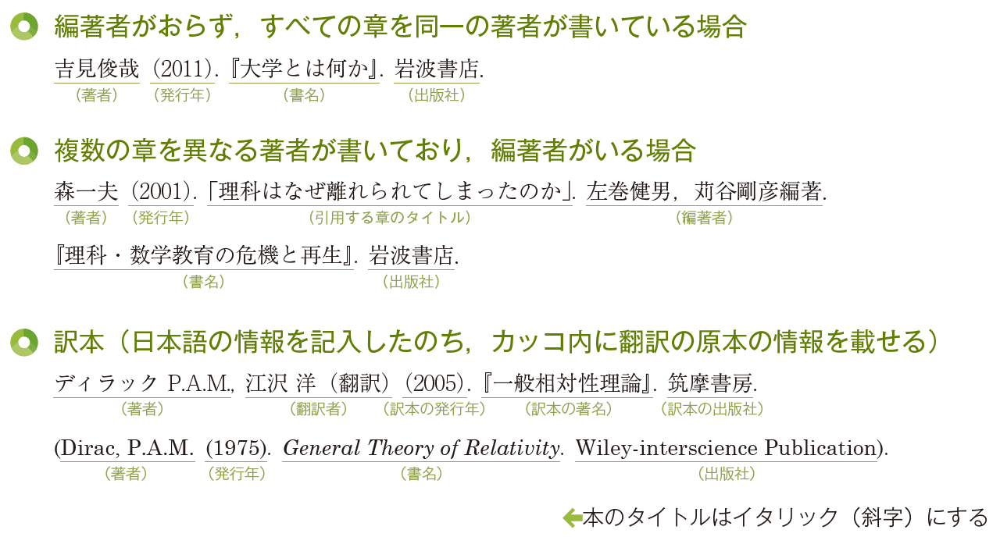 編著者がおらず，すべての章を同一の著者が書いている場合
吉見俊哉（2011）.『大学とは何か』. 岩波書店.
（著者）（発行年）（書名）（出版社）
複数の章を異なる著者が書いており，編著者がいる場合
森一夫（2001）.「理科はなぜ離れられてしまったのか」. 左巻健男，苅谷剛彦編著.
（著者）（発行年）（引用する章のタイトル）（編著者）
『理科・数学教育の危機と再生』. 岩波書店.
（書名）（出版社）
訳本（日本語の情報を記入したのち，カッコ内に翻訳の原本の情報を載せる）
ディラック P.A.M., 江沢 洋（翻訳）（2005）.『一般相対性理論』. 筑摩書房.
（著者）（翻訳者）（訳本の発行年）（訳本の著名）（訳本の出版社）
(Dirac, P.A.M. (1975). General Theory of Relativity. Wiley-interscience Publication).
（著者）（発行年）（書名）（出版社）
←本のタイトルはイタリック（斜字）にする